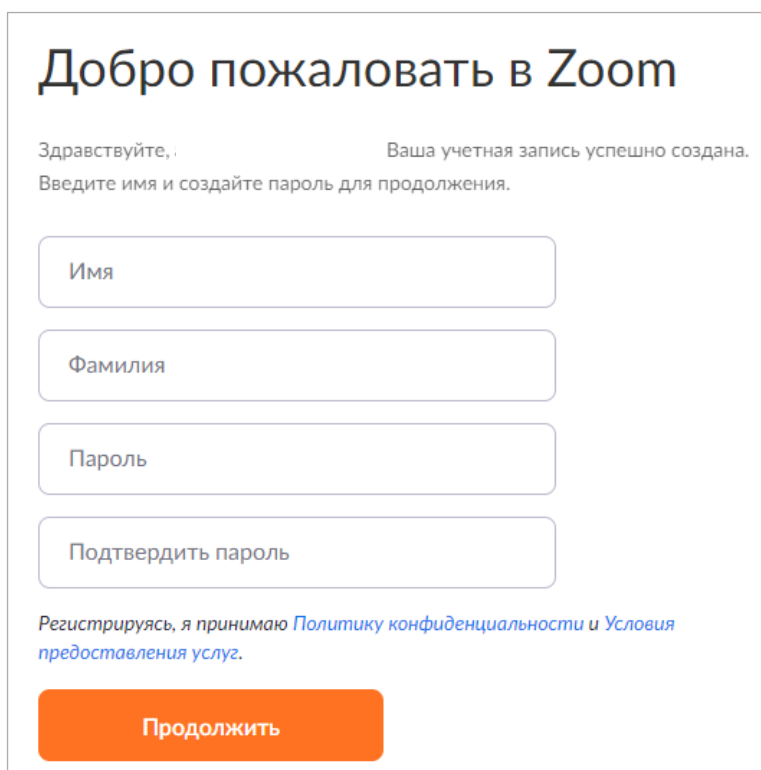 Добро пожаловать в Zoom
Здравствуйте, Ваша учетная запись успешно создана.
Введите имя и создайте пароль для продолжения.
Имя
Фамилия
Пароль
Подтвердить пароль
Регистрируясь, я принимаю Политику конфиденциальности и Условия
предоставления услуг.
Продолжить